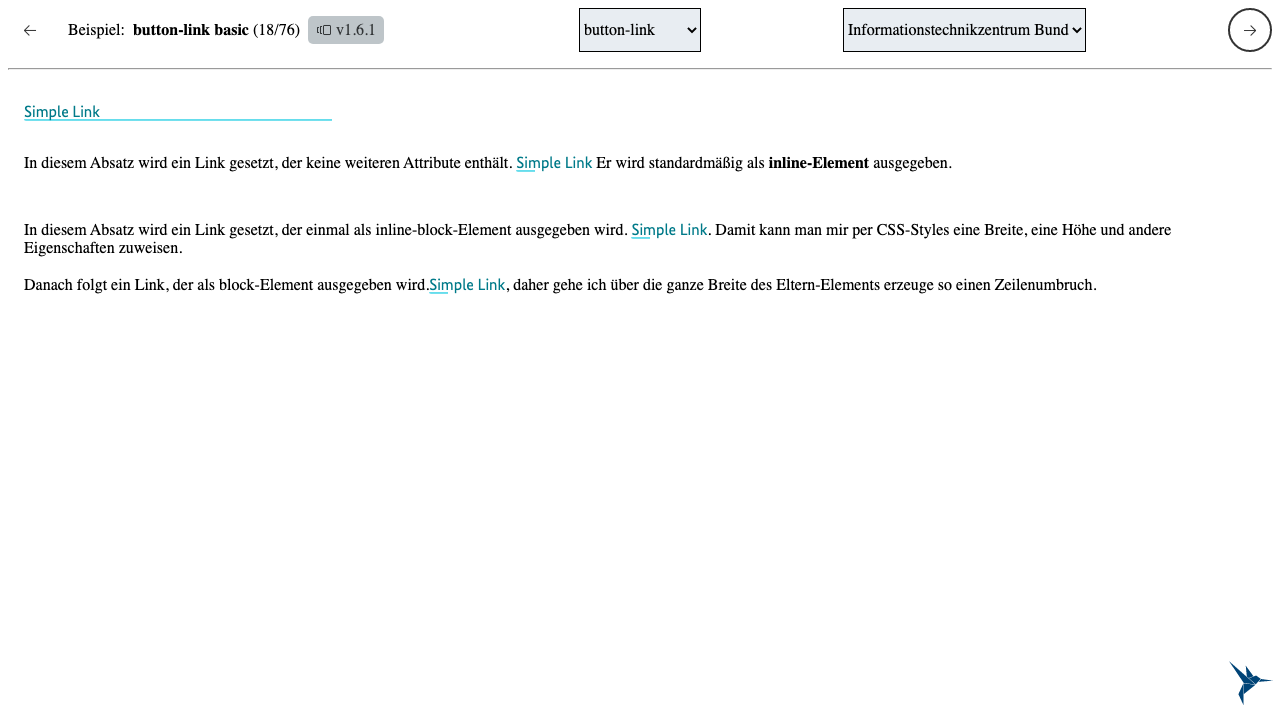 Beispiel: button-link basic (18/76) v1.6.1 button-link Informationstechnikzentrum Bund
Simple Link
In diesem Absatz wird ein Link gesetzt, der keine weiteren Attribute enthält. Simple Link Er wird standardmäßig als inline-Element ausgegeben.
In diesem Absatz wird ein Link gesetzt, der einmal als inline-block-Element ausgegeben wird. Simple Link. Damit kann man mir per CSS-Styles eine Breite, eine Höhe und andere
Eigenschaften zuweisen.
Danach folgt ein Link, der als block-Element ausgegeben wird.Simple Link, daher gehe ich über die ganze Breite des Eltern-Elements erzeuge so einen Zeilenumbruch.